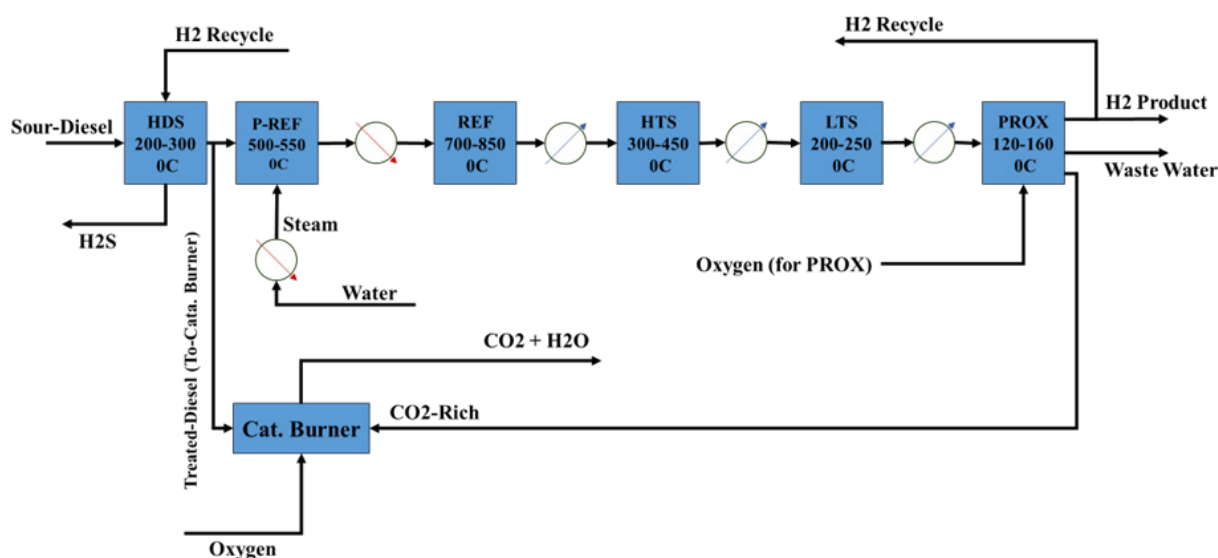 H2 Recycle
H2 Recycle
Sour-Diesel
HDS
200-300
0C
P-REF
500-550
0C
REF
700-850
0C
HTS
300-450
0C
LTS
200-250
0C
PROX
120-160
0C
H2 Product
Waste Water
H2S
Steam
Water
Oxygen (for PROX)
Treated-Diesel (To-Cata. Burner)
CO2 + H2O
Cat. Burner
CO2-Rich
Oxygen